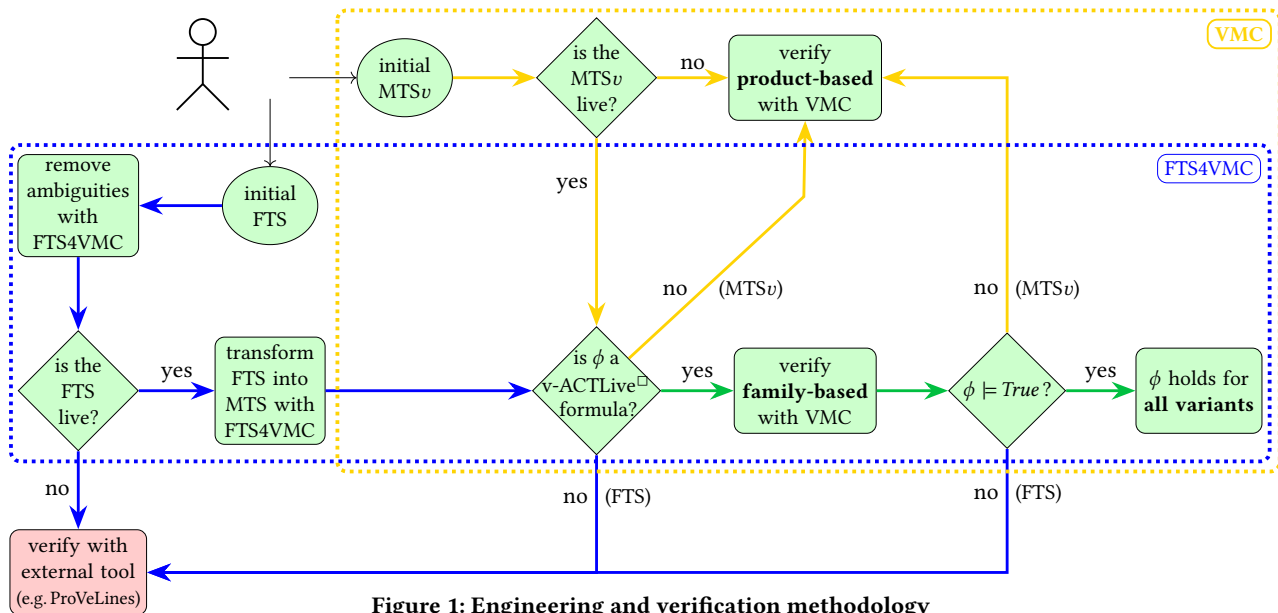 VMC
initial
MTSv
is the
MTSv
live?
no
verify
product-based
with VMC
FTS4VMC
remove
ambiguities
with
FTS4VMC
initial
FTS
yes
no (MTSv)
no (MTSv)
is the
FTS
live?
yes
transform
FTS into
MTS with
FTS4VMC
is ϕ a
v-ACTLive□
formula?
yes
verify
family-based
with VMC
ϕ ⊨ True ?
yes
ϕ holds for
all variants
no
no (FTS)
no (FTS)
verify with
external tool
(e.g. ProVeLines)
Figure 1: Engineering and verification methodology